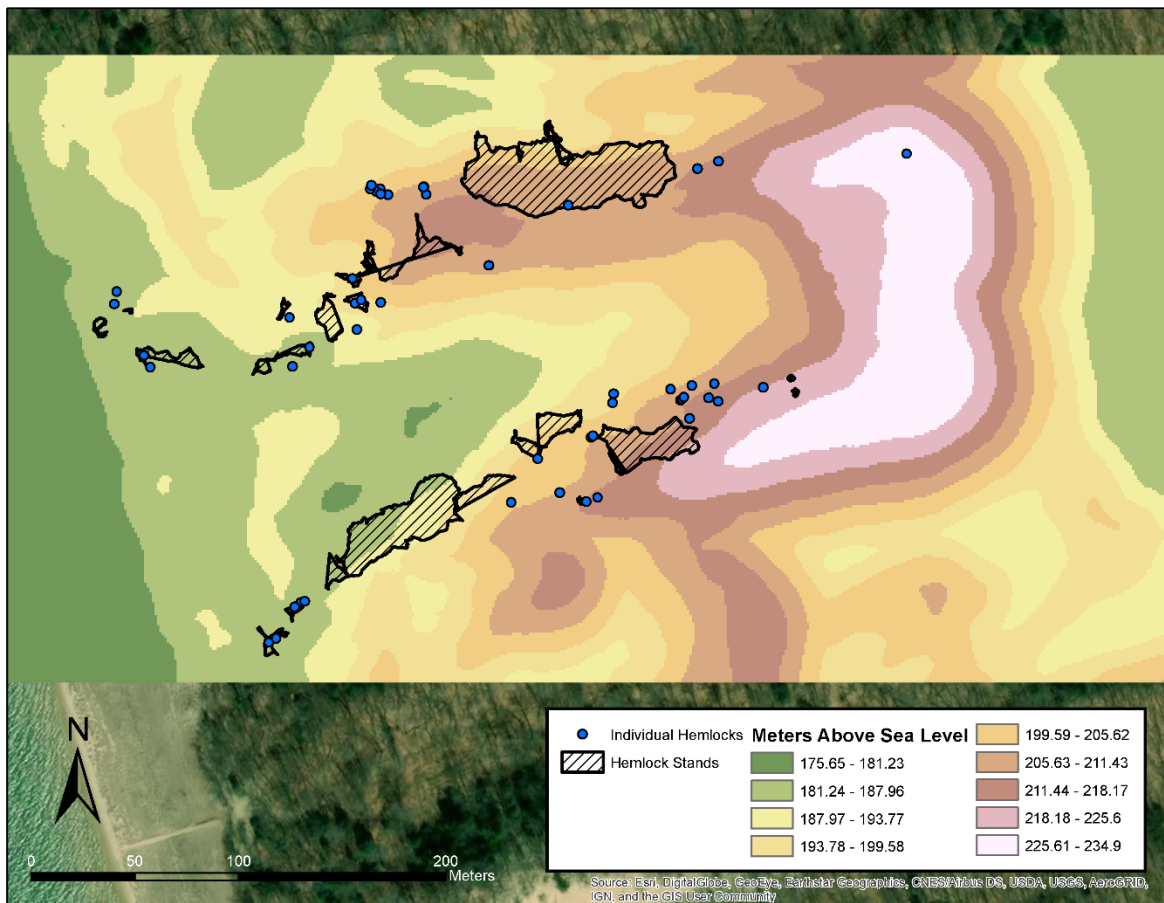 N
0 50 100 200
Meters
Individual Hemlocks
Hemlock Stands
Meters Above Sea Level
175.65 - 181.23
181.24 - 187.96
187.97 - 193.77
193.78 - 199.58
199.59 - 205.62
205.63 - 211.43
211.44 - 218.17
218.18 - 225.6
225.61 - 234.9
Source: Esri, DigitalGlobe, GeoEye, Earthstar Geographics, CNES/Airbus DS, USDA, USGS, AeroGRID,
IGN, and the GIS User Community